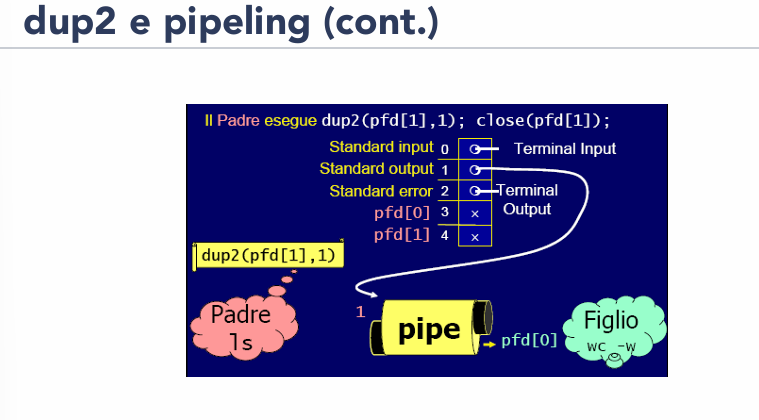 dup2 e pipeling (cont.)
Il Padre esegue dup2(pfd[1],1); close(pfd[1]);
Standard input 0 Terminal Input
Standard output 1
Standard error 2 Terminal
Output
pfd[0] 3 ×
pfd[1] 4 ×
dup2(pfd[1],1)
Padre
ls
1
pipe
pfd[0]
Figlio
wc -w